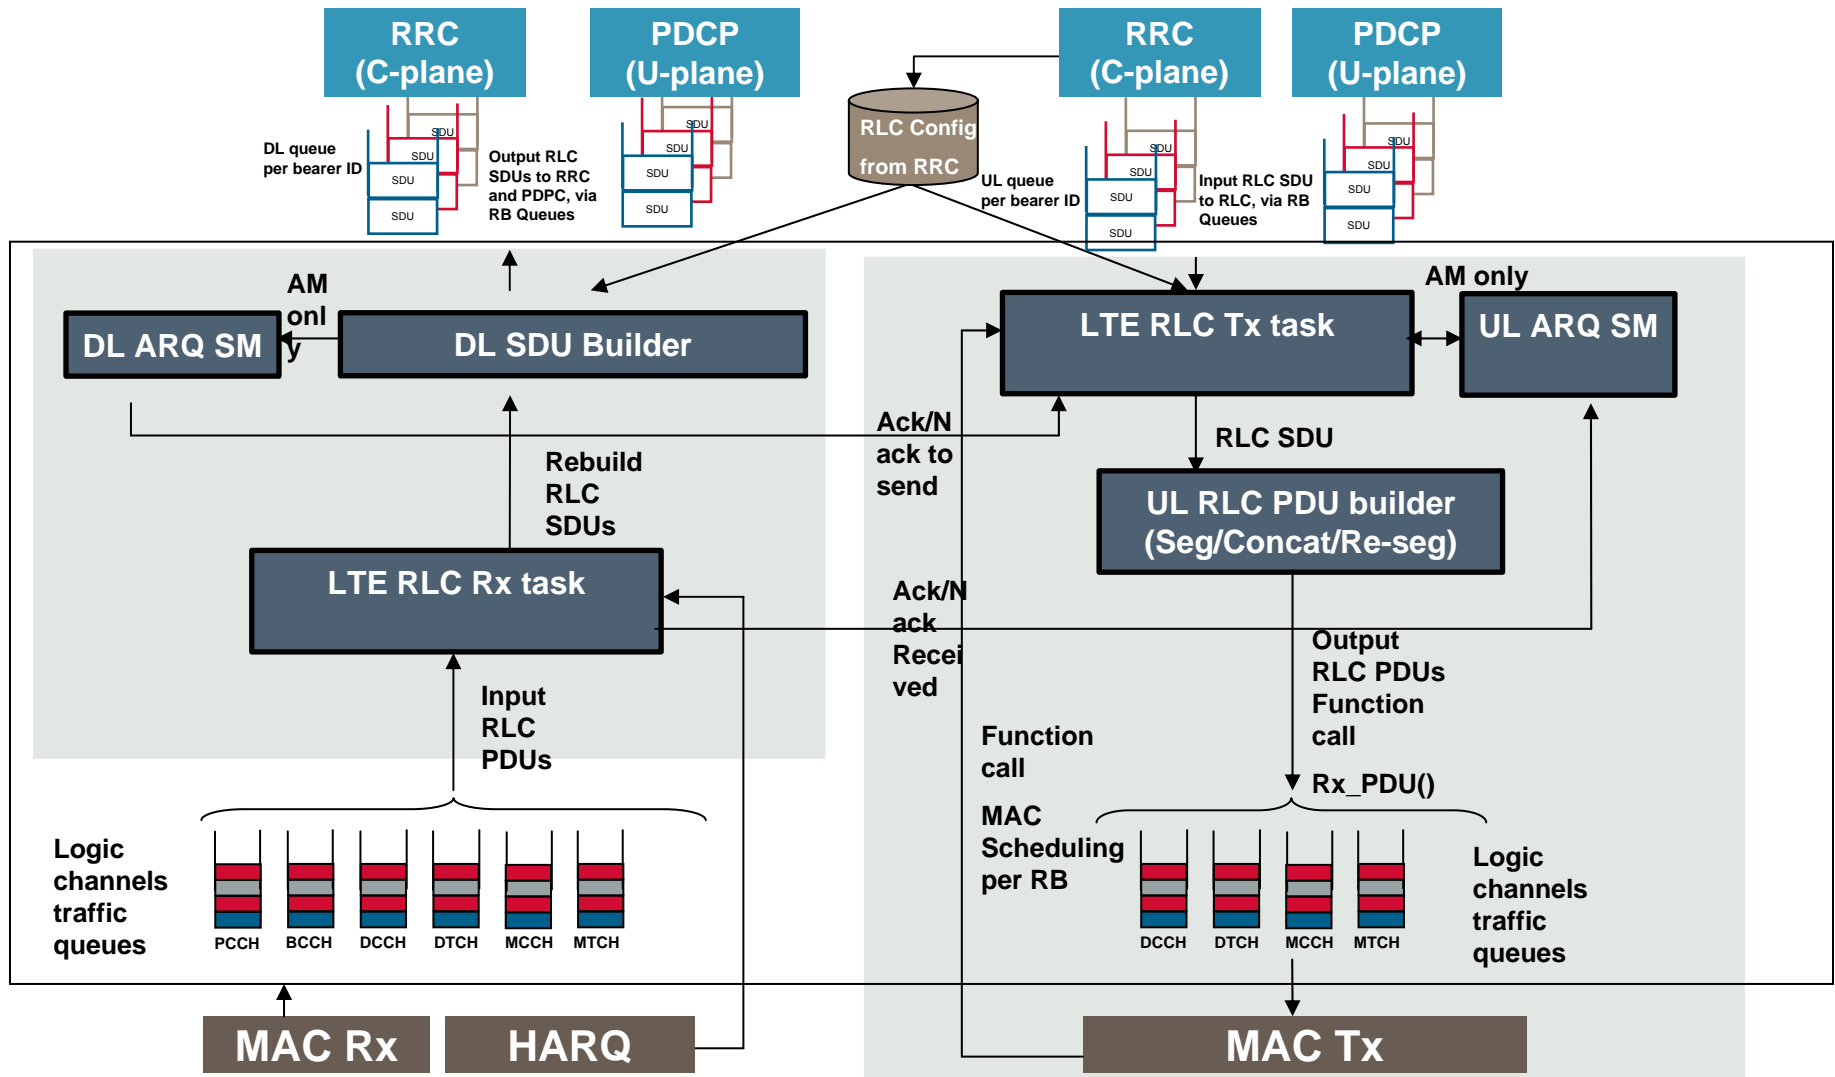 RRC
(C-plane)
PDCP
(U-plane)
RRC
(C-plane)
PDCP
(U-plane)
RLC Config
from RRC
DL queue
per bearer ID
SDU
SDU
SDU
SDU
Output RLC
SDUs to RRC
and PDPC, via
RB Queues
SDU
SDU
SDU
SDU
UL queue
per bearer ID
SDU
SDU
SDU
SDU
Input RLC SDU
to RLC, via RB
Queues
SDU
SDU
SDU
SDU
AM
onl
y
DL ARQ SM
DL SDU Builder
LTE RLC Tx task
AM only
UL ARQ SM
Ack/N
ack to
send
RLC SDU
Rebuild
RLC
SDUs
UL RLC PDU builder
(Seg/Concat/Re-seg)
LTE RLC Rx task
Ack/N
ack
Recei
ved
Output
RLC PDUs
Function
call
Rx_PDU()
Input
RLC
PDUs
Function
call
MAC
Scheduling
per RB
Logic
channels
traffic
queues
PCCH
BCCH
DCCH
DTCH
MCCH
MTCH
DCCH
DTCH
MCCH
MTCH
Logic
channels
traffic
queues
MAC Rx
HARQ
MAC Tx